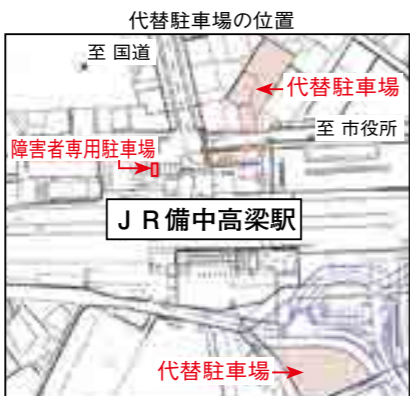 代替駐車場の位置
至 国道
代替駐車場
至 市役所
障害者専用駐車場
ＪＲ備中高梁駅
代替駐車場